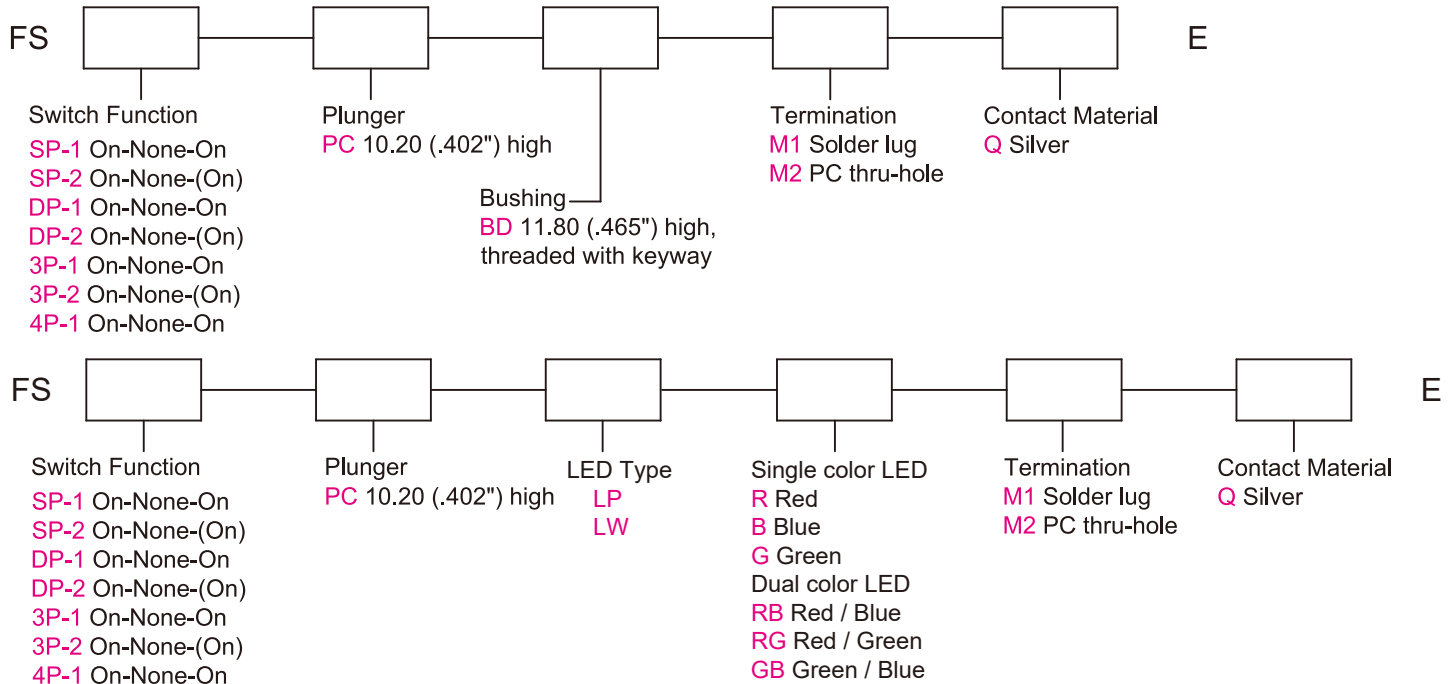 FS
E
Switch Function
SP-1 On-None-On
SP-2 On-None-(On)
DP-1 On-None-On
DP-2 On-None-(On)
3P-1 On-None-On
3P-2 On-None-(On)
4P-1 On-None-On
Plunger
PC 10.20 (.402") high
Bushing
BD 11.80 (.465") high,
threaded with keyway
Termination
M1 Solder lug
M2 PC thru-hole
Contact Material
Q Silver
FS
E
Switch Function
SP-1 On-None-On
SP-2 On-None-(On)
DP-1 On-None-On
DP-2 On-None-(On)
3P-1 On-None-On
3P-2 On-None-(On)
4P-1 On-None-On
Plunger
PC 10.20 (.402") high
LED Type
LP
LW
Single color LED
R Red
B Blue
G Green
Dual color LED
RB Red / Blue
RG Red / Green
GB Green / Blue
Termination
M1 Solder lug
M2 PC thru-hole
Contact Material
Q Silver